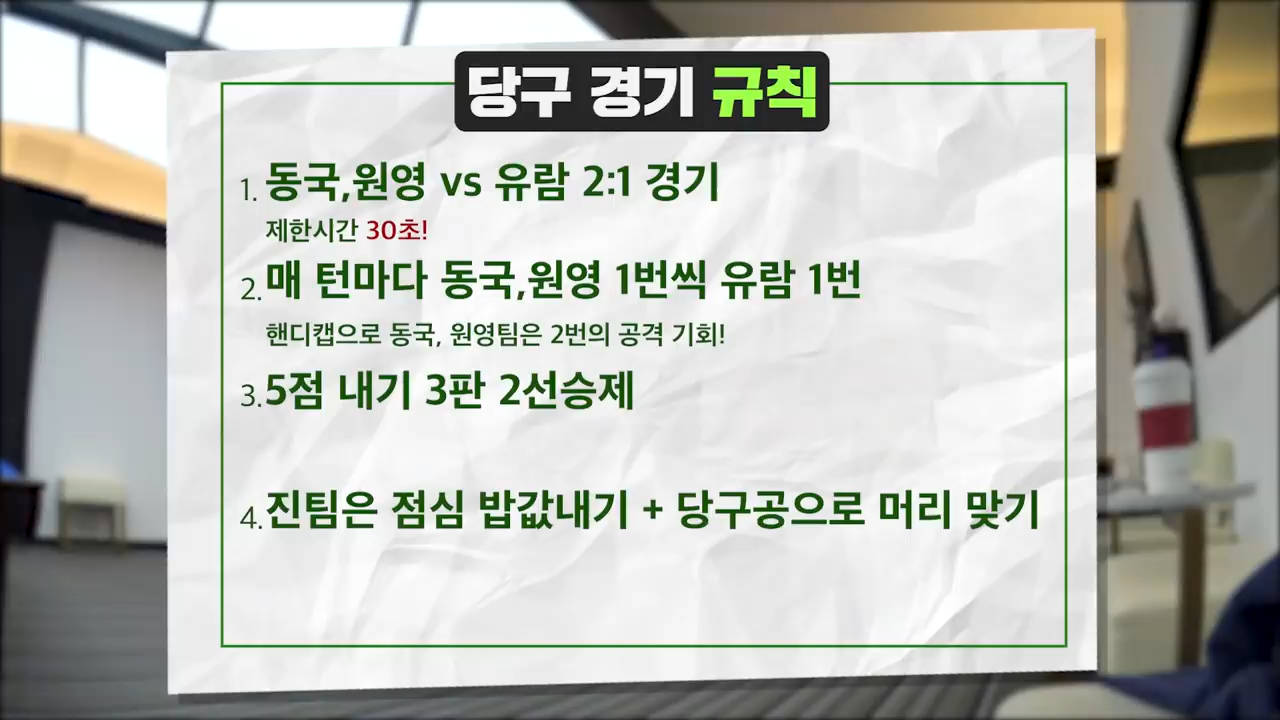 당구 경기 규칙
1. 동국,원영 vs 유람 2:1 경기
제한시간 30초!
2. 매 턴마다 동국,원영 1번씩 유람 1번
핸디캡으로 동국, 원영팀은 2번의 공격 기회!
3. 5점 내기 3판 2선승제
4. 진팀은 점심 밥값내기 + 당구공으로 머리 맞기